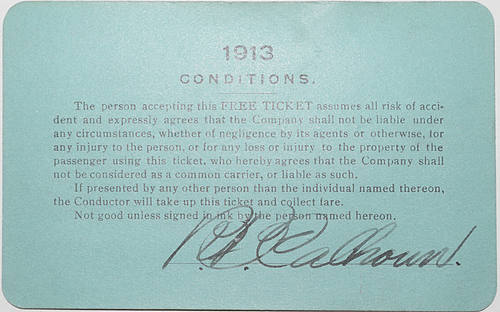 1913
CONDITIONS.
The person accepting this FREE TICKET assumes all risk of acci-
dent and expressly agrees that the Company shall not be liable under
any circumstances, whether of negligence by its agents or otherwise, for
any injury to the person, or for any loss or injury to the property of the
passenger using this ticket, who hereby agrees that the Company shall
not be considered as a common carrier, or liable as such.
If presented by any other person than the individual named thereon,
the Conductor will take up this ticket and collect fare.
Not good unless signed in ink by the person named hereon.
Calhoun.